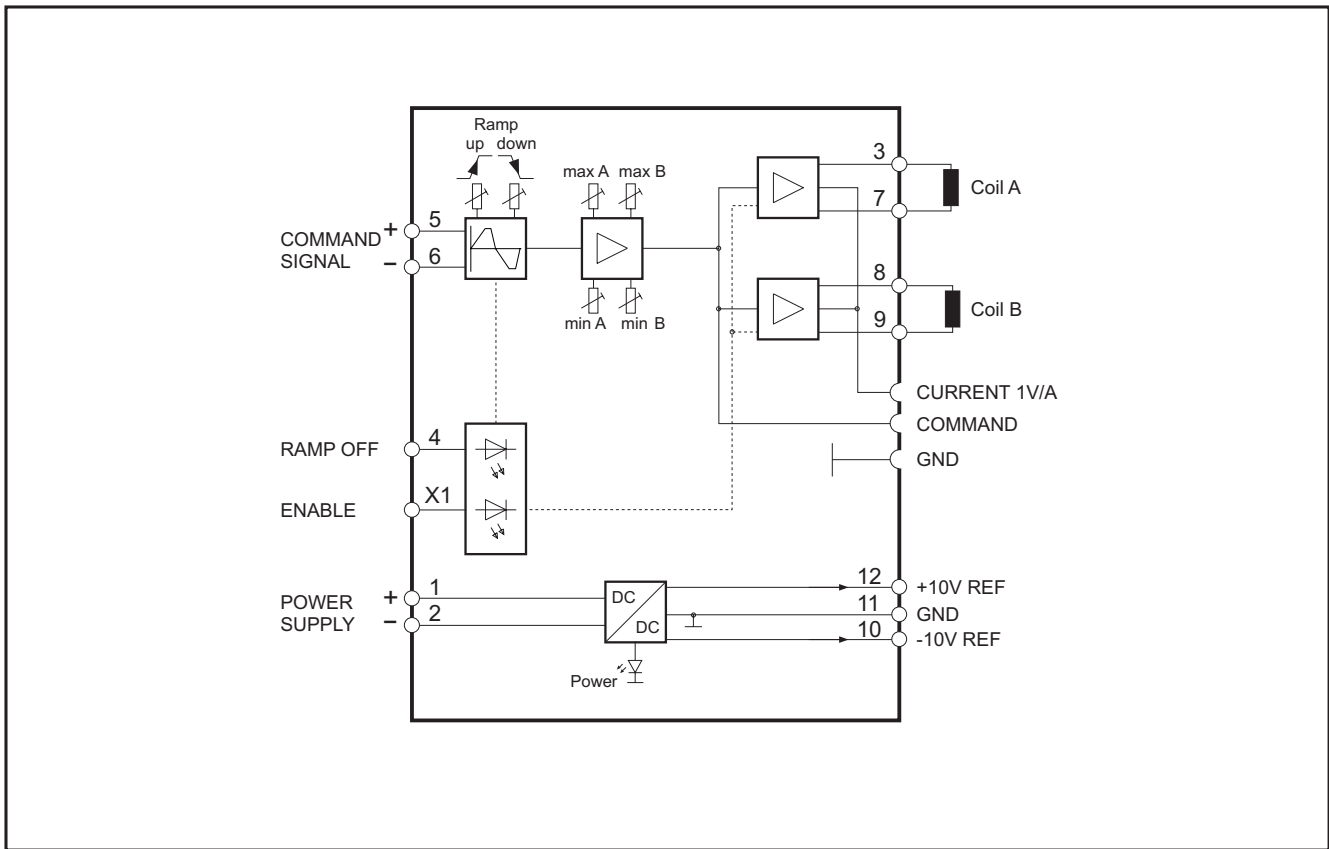 Ramp
up down
max A max B
min A min B
COMMAND
SIGNAL
+ 5
− 6
3
7
Coil A
8
9
Coil B
CURRENT 1V/A
COMMAND
GND
RAMP OFF 4
ENABLE X1
POWER
SUPPLY
+ 1
− 2
DC
DC
Power
12 +10V REF
11 GND
10 -10V REF